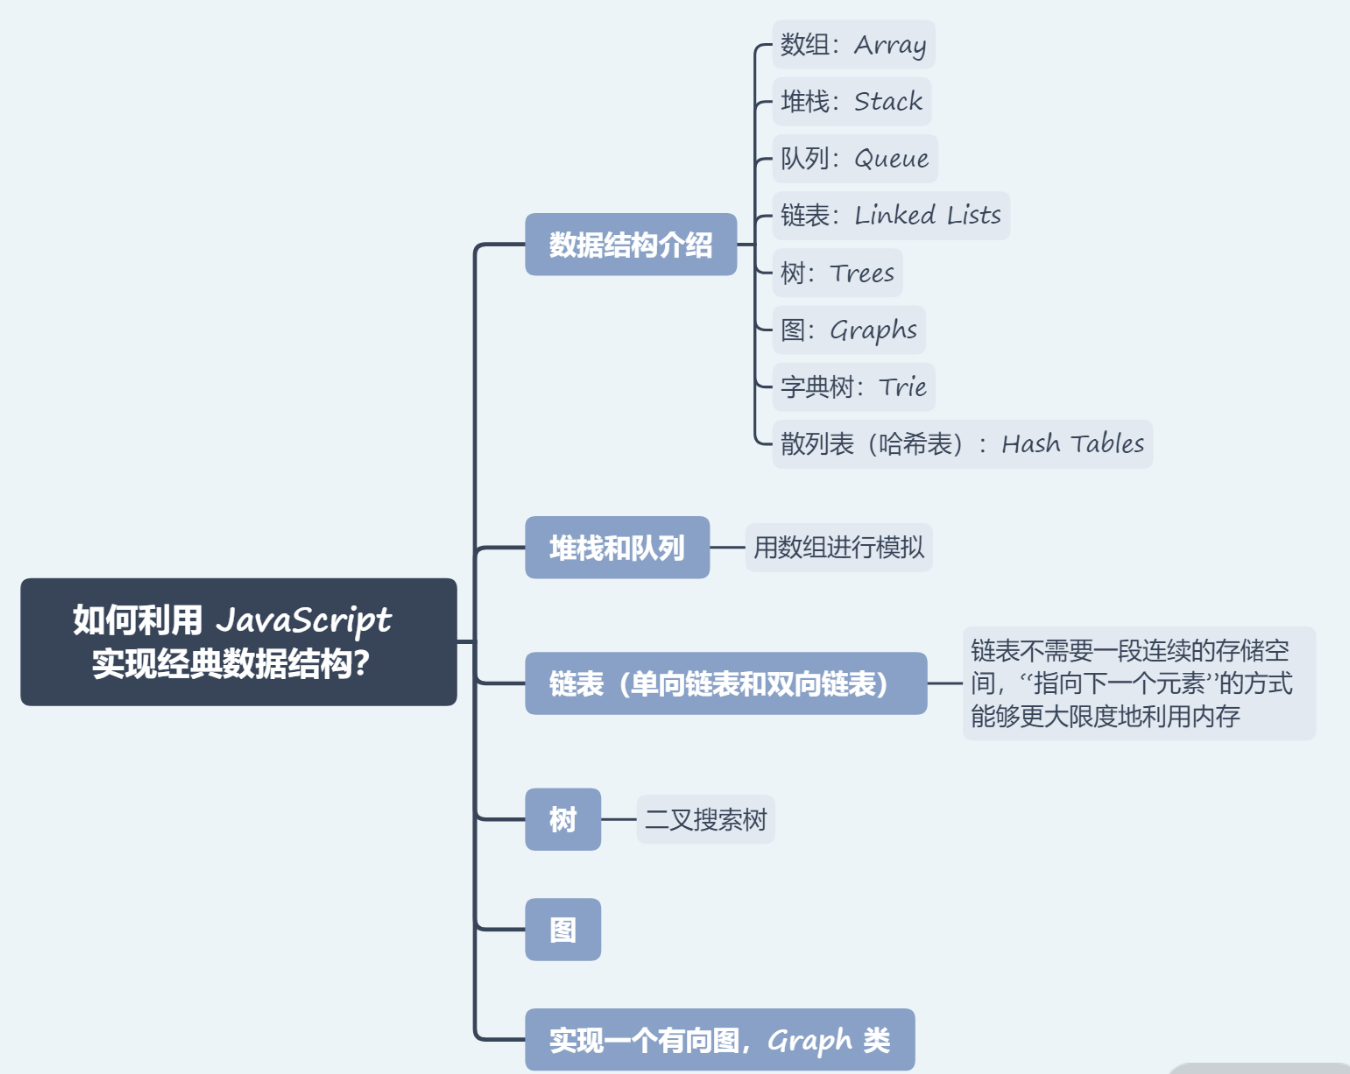 如何利用 JavaScript
实现经典数据结构？
数据结构介绍
数组：Array
堆栈：Stack
队列：Queue
链表：Linked Lists
树：Trees
图：Graphs
字典树：Trie
散列表（哈希表）：Hash Tables
堆栈和队列
用数组进行模拟
链表（单向链表和双向链表）
链表不需要一段连续的存储空
间，“指向下一个元素”的方式
能够更大限度地利用内存
树
二叉搜索树
图
实现一个有向图，Graph 类